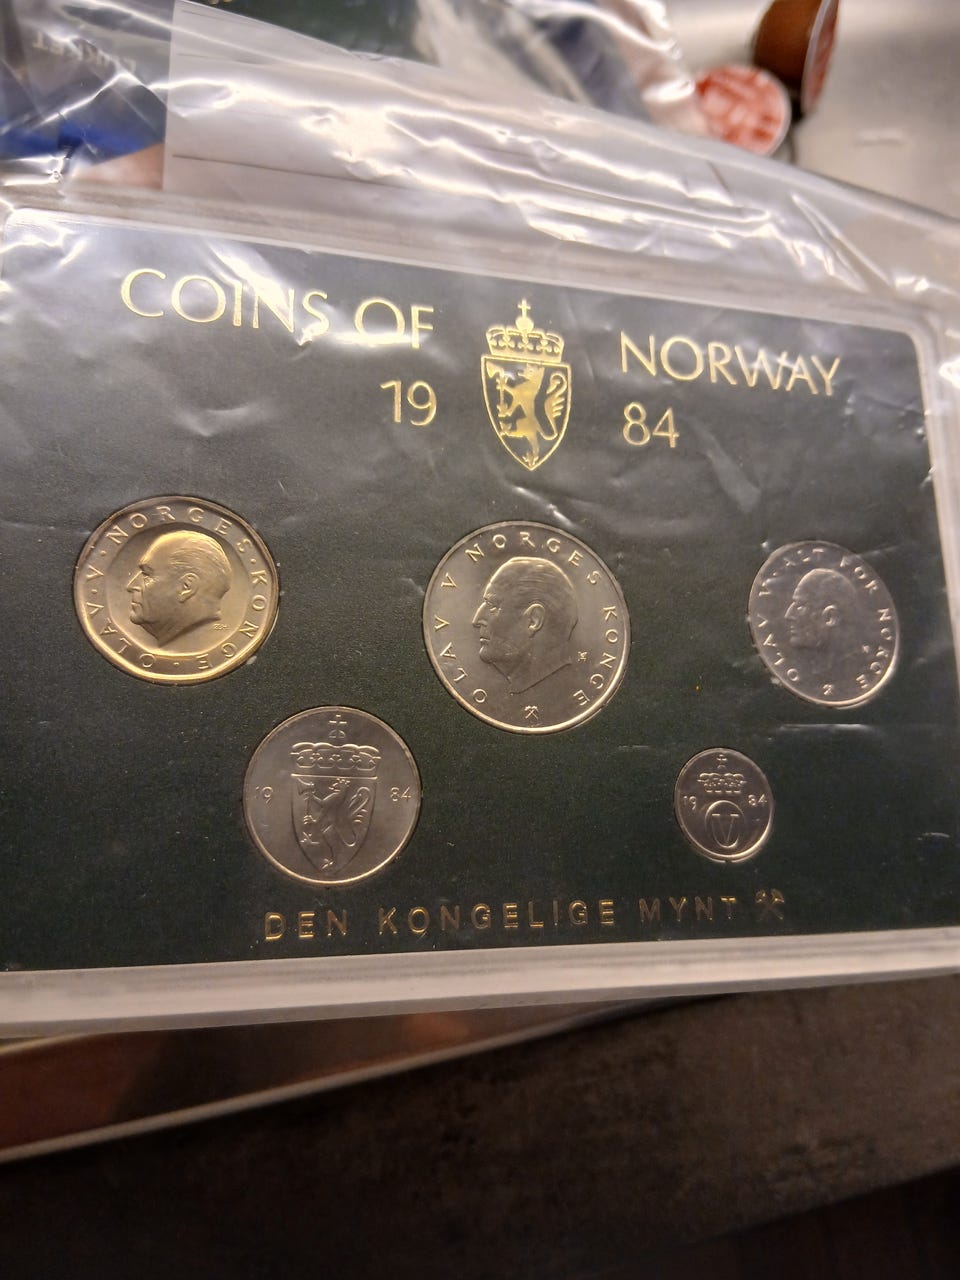 COINS OF NORWAY
19 84
OLAV·V·NORGES·KONGE·
OLAV V NORGES KONGE
OLAV V·ALT FOR NORGE
19 84
19 84
V
DEN KONGELIGE MYNT